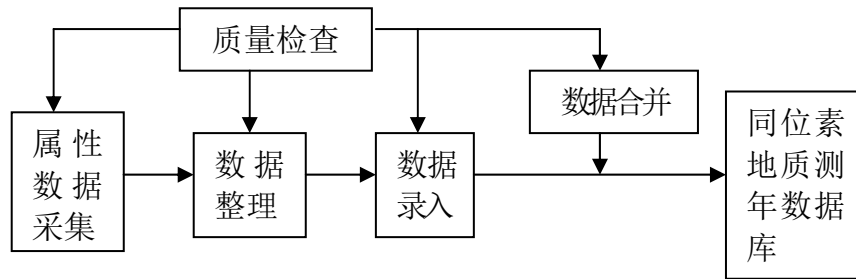 质量检查
数据合并
属性
数据
采集
数据
整理
数据
录入
同位素
地质测
年数据
库